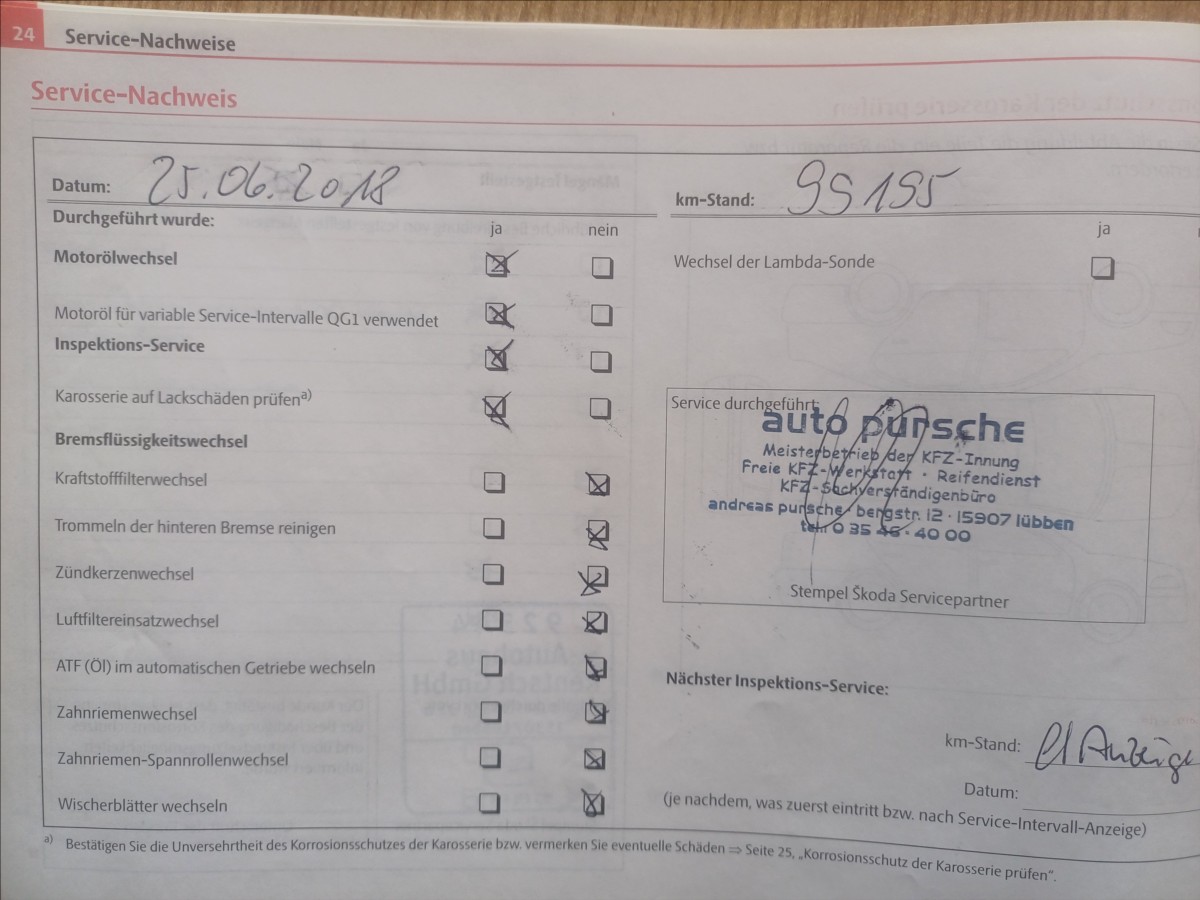 24 Service-Nachweise
Service-Nachweis
Datum: 25.06.2018
Durchgeführt wurde:
ja nein
Motorölwechsel
Motoröl für variable Service-Intervalle QG1 verwendet
Inspektions-Service
Karosserie auf Lackschäden prüfen a)
Bremsflüssigkeitswechsel
Kraftstofffilterwechsel
Trommeln der hinteren Bremse reinigen
Zündkerzenwechsel
Luftfiltereinsatzwechsel
ATF (Öl) im automatischen Getriebe wechseln
Zahnriemenwechsel
Zahnriemen-Spannrollenwechsel
Wischerblätter wechseln
km-Stand: 99195
ja
Wechsel der Lambda-Sonde
Service durchgeführt:
auto pursche
Meisterbetrieb der KFZ-Innung
Freie KFZ-Werkstatt · Reifendienst
KFZ-Sachverständigenbüro
andreas pursche · bergstr. 12 · 15907 lübben
tel.: 0 35 46 · 40 00
Stempel Škoda Servicepartner
Nächster Inspektions-Service:
km-Stand:
Datum:
(je nachdem, was zuerst eintritt bzw. nach Service-Intervall-Anzeige)
a) Bestätigen Sie die Unversehrtheit des Korrosionsschutzes der Karosserie bzw. vermerken Sie eventuelle Schäden ⇒ Seite 25, „Korrosionsschutz der Karosserie prüfen“.